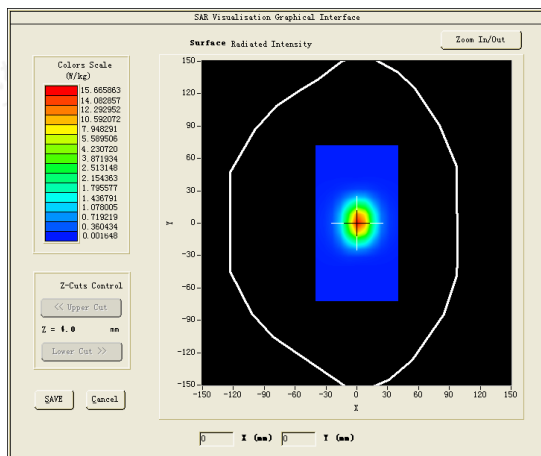 SAR Visualisation Graphical Interface
Surface Radiated Intensity
Zoom In/Out
Colors Scale
(W/kg)
15.665863
14.082857
12.292952
10.592072
7.948291
5.589506
4.230720
3.871934
2.513148
2.154363
1.795577
1.436791
1.078005
0.719219
0.360434
0.001648
Z-Cuts Control
<< Upper Cut
Z = 4.0 mm
Lower Cut >>
SAVE
Cancel
150
120
90
60
30
0
-30
-60
-90
-120
-150
Y
-150 -120 -90 -60 -30 0 30 60 90 120 150
X
0 X (mm) 0 Y (mm)